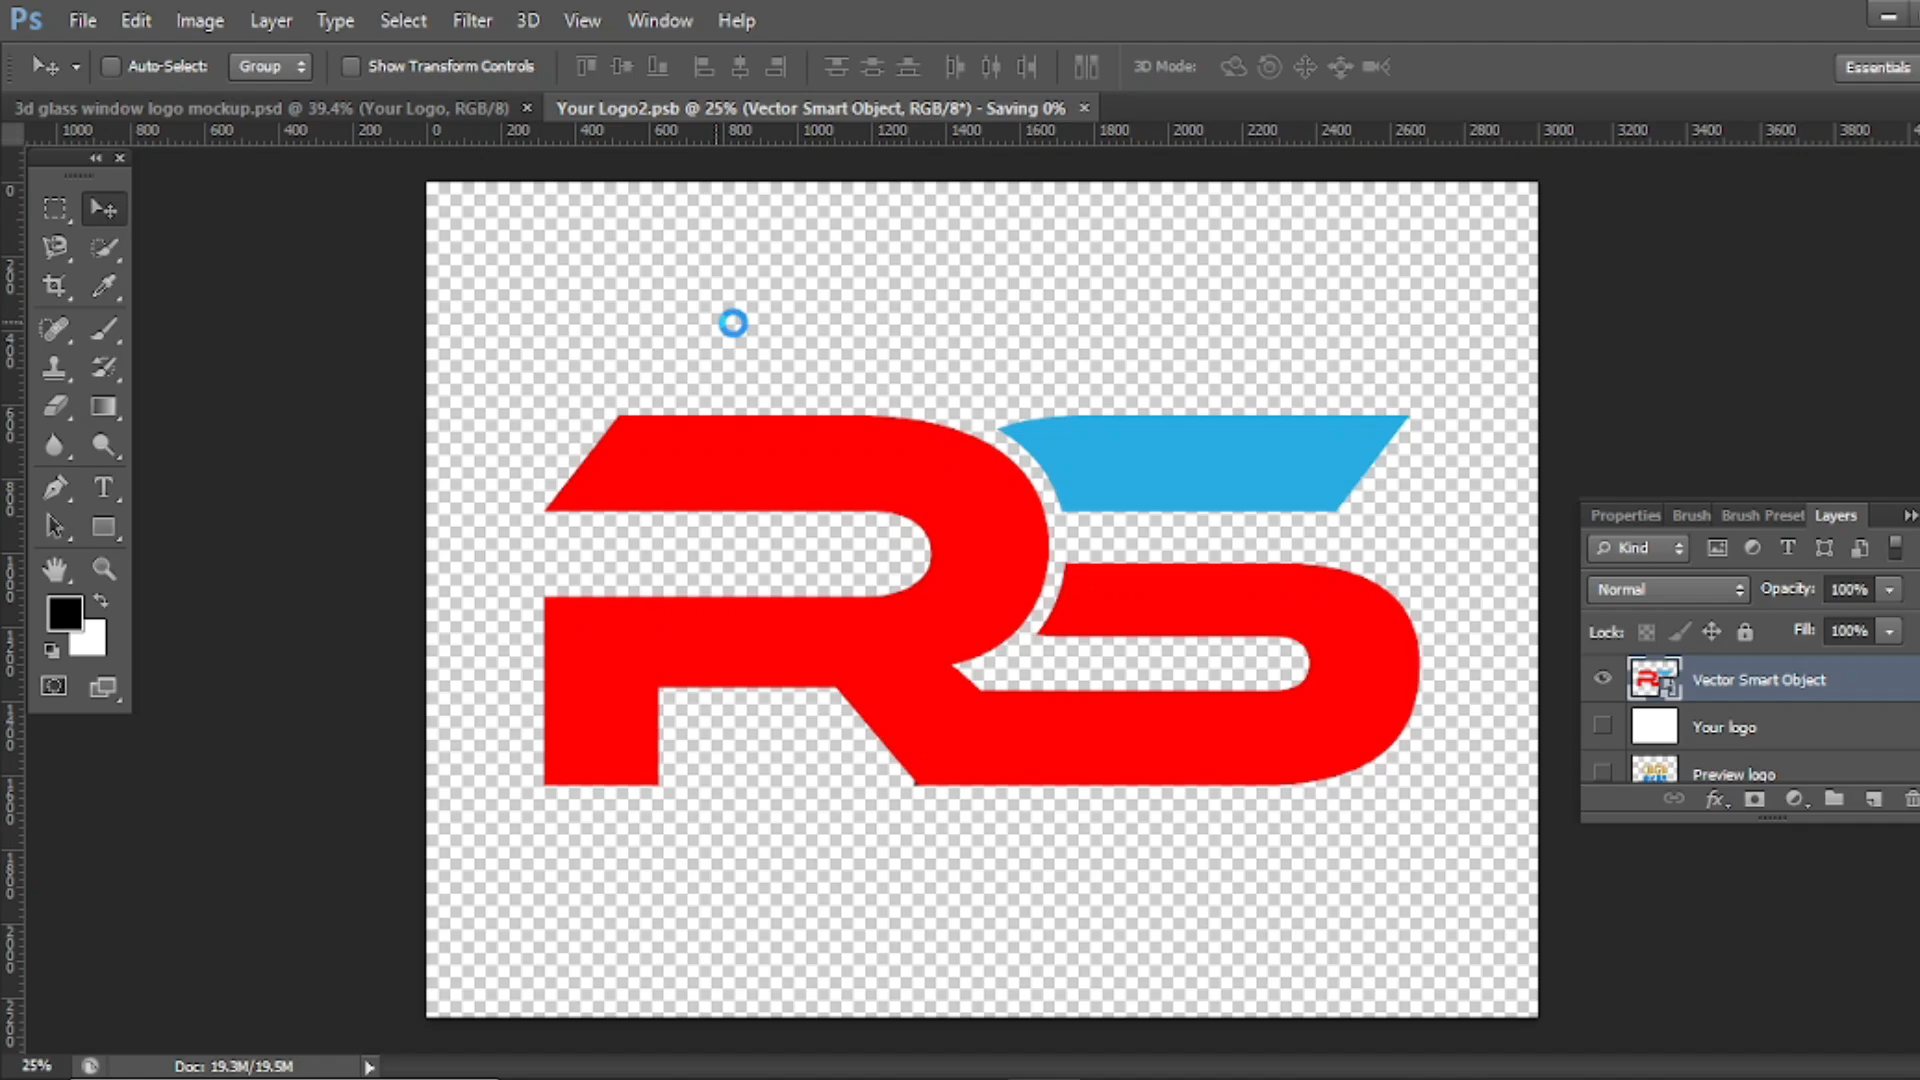 Ps File Edit Image Layer Type Select Filter 3D View Window Help
Auto-Select: Group Show Transform Controls 3D Mode: Essentials
3d glass window logo mockup.psd @ 39.4% (Your Logo, RGB/8) × Your Logo2.psb @ 25% (Vector Smart Object, RGB/8*) - Saving 0% ×
1000 800 600 400 200 0 200 400 600 800 1000 1200 1400 1600 1800 2000 2200 2400 2600 2800 3000 3200 3400 3600 3800
RS
Properties Brush Brush Preset Layers
Kind
Normal Opacity: 100%
Lock: Fill: 100%
Vector Smart Object
Your logo
Preview logo
25% Doc: 19.3M/19.5M